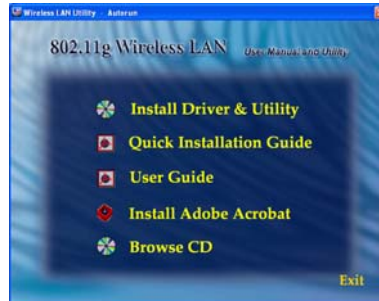 Wireless LAN Utility - Autorun
802.11g Wireless LAN User Manual and Utility
Install Driver & Utility
Quick Installation Guide
User Guide
Install Adobe Acrobat
Browse CD
Exit